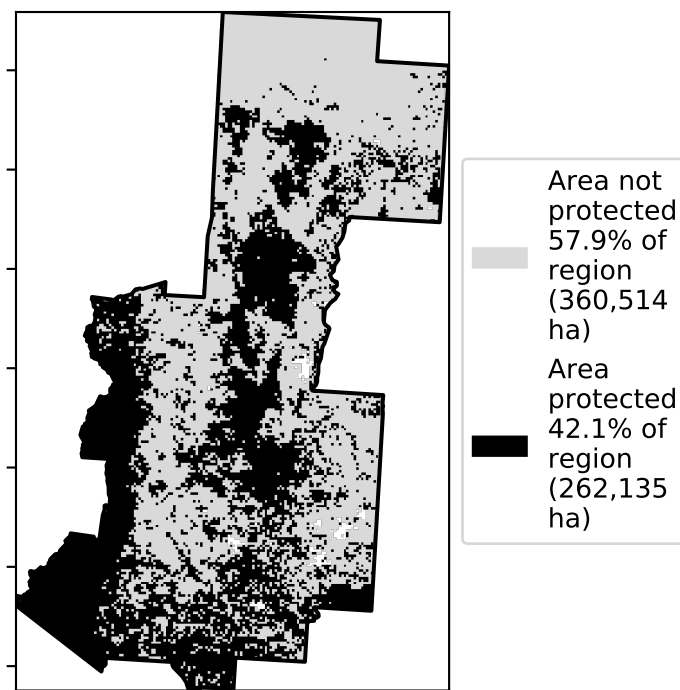 Area not
protected
57.9% of
region
(360,514
ha)
Area
protected
42.1% of
region
(262,135
ha)